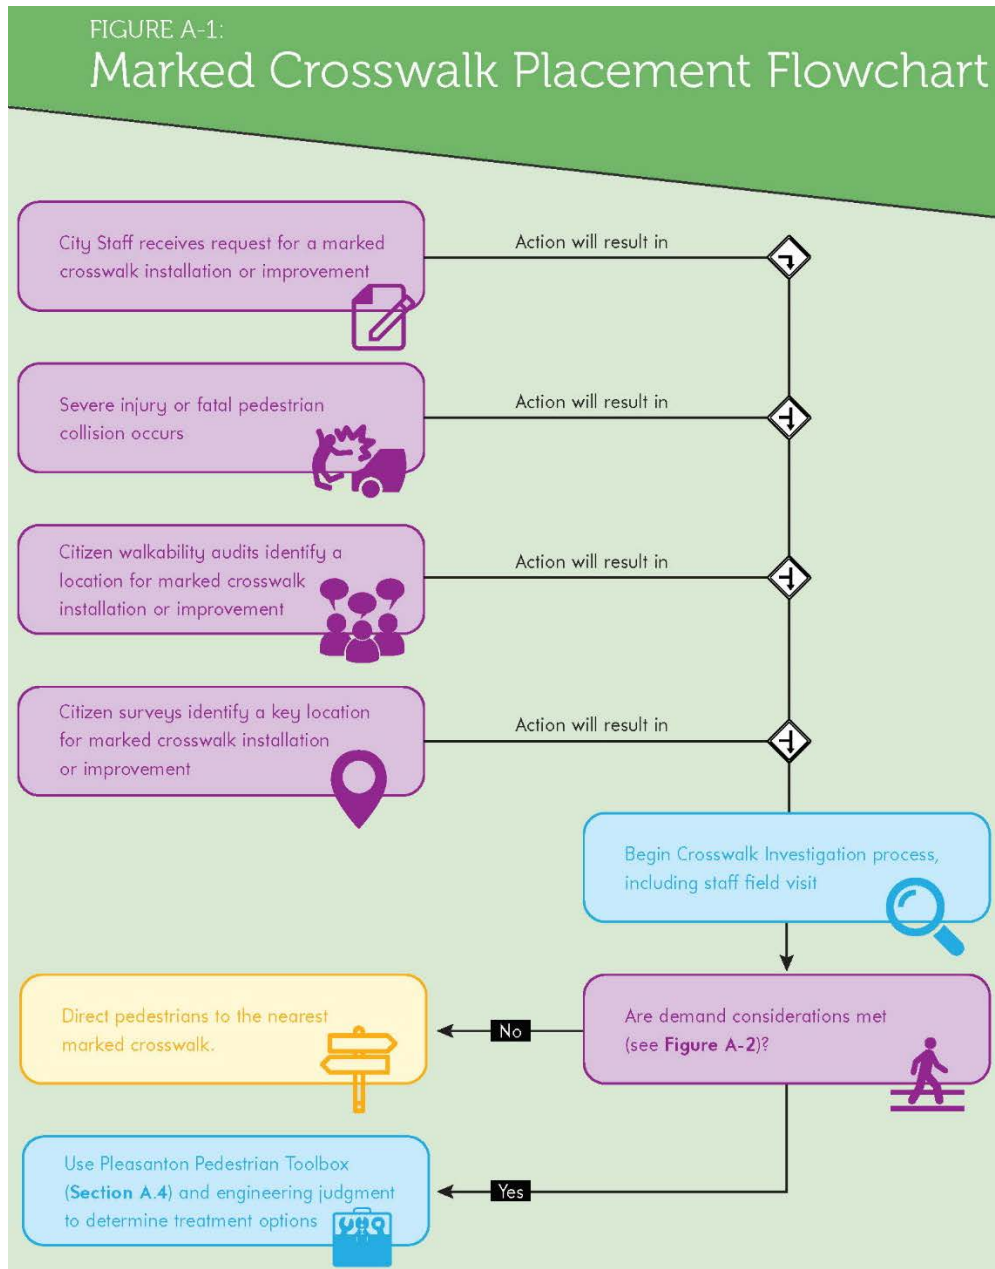 FIGURE A-1:
Marked Crosswalk Placement Flowchart
City Staff receives request for a marked
crosswalk installation or improvement
Action will result in
Severe injury or fatal pedestrian
collision occurs
Action will result in
Citizen walkability audits identify a
location for marked crosswalk
installation or improvement
Action will result in
Citizen surveys identify a key location
for marked crosswalk installation
or improvement
Action will result in
Begin Crosswalk Investigation process,
including staff field visit
Direct pedestrians to the nearest
marked crosswalk.
No
Are demand considerations met
(see Figure A-2)?
Use Pleasanton Pedestrian Toolbox
(Section A.4) and engineering judgment
to determine treatment options
Yes